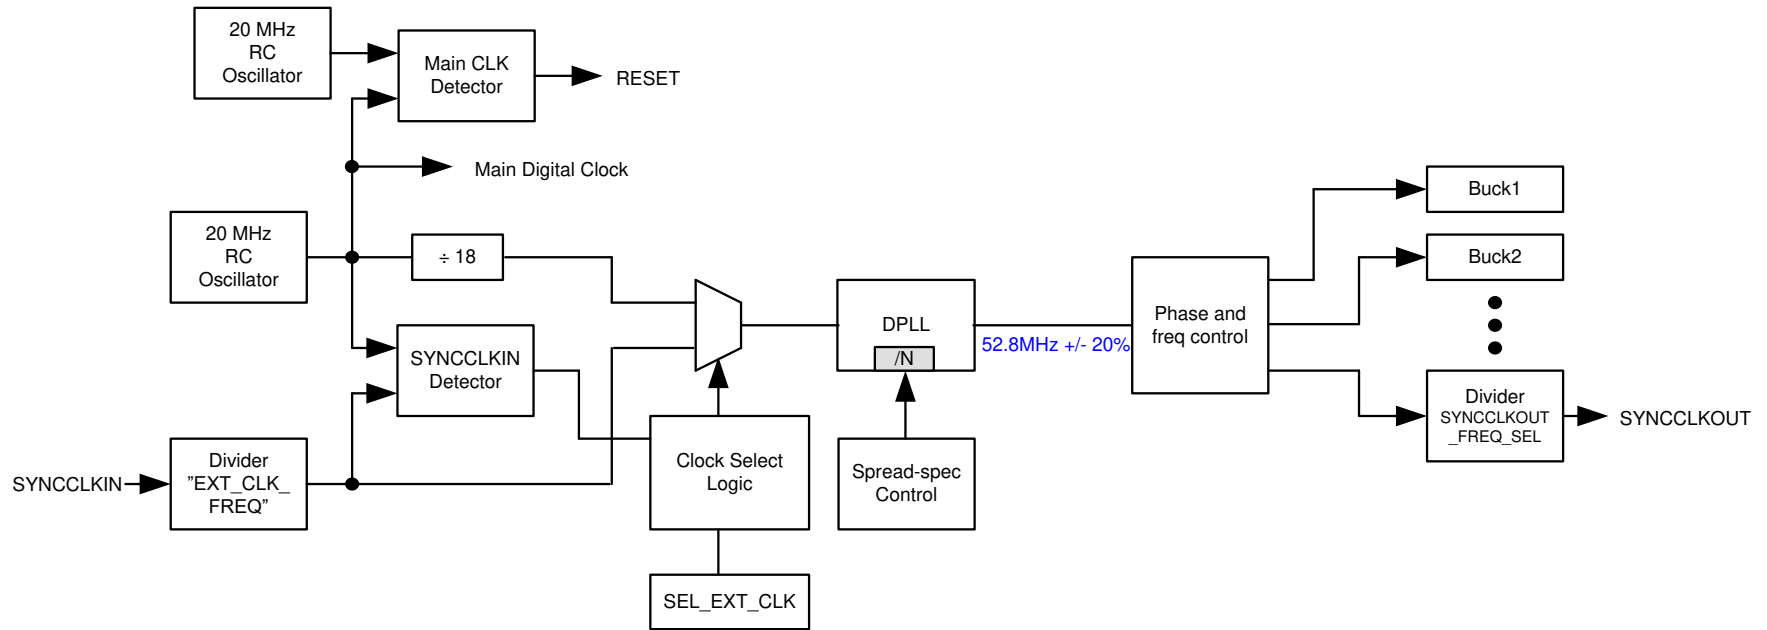 20 MHz
RC
Oscillator
Main CLK
Detector
RESET
Main Digital Clock
20 MHz
RC
Oscillator
÷ 18
SYNCCLKIN
Detector
SYNCCLKIN
Divider
”EXT_CLK_
FREQ”
Clock Select
Logic
SEL_EXT_CLK
DPLL
/N
Spread-spec
Control
52.8MHz +/- 20%
Phase and
freq control
Buck1
Buck2
Divider
SYNCCLKOUT
_FREQ_SEL
SYNCCLKOUT